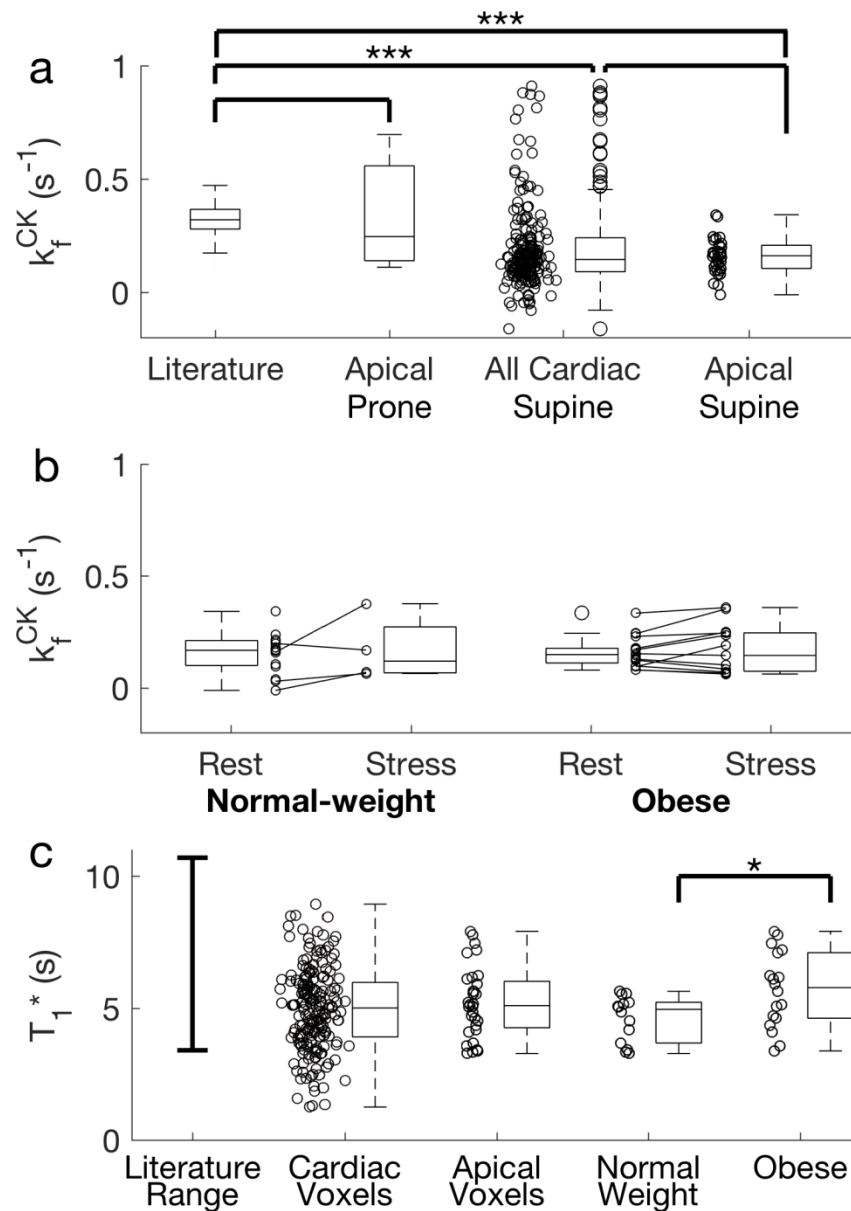 a
***
***
1
0.5
0
k_f^CK (s^-1)
Literature
Apical Prone
All Cardiac Supine
Apical Supine
b
1
0.5
0
k_f^CK (s^-1)
Rest
Stress
Rest
Stress
Normal-weight
Obese
c
*
10
5
0
T_1^* (s)
Literature Range
Cardiac Voxels
Apical Voxels
Normal Weight
Obese